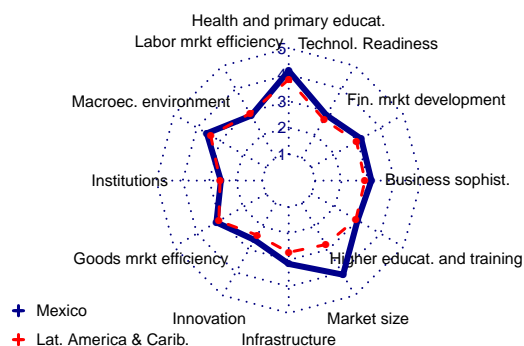 Health and primary educat.
Labor mrkt efficiency
5
Technol. Readiness
4
Macroec. environment
3
Fin. mrkt development
2
1
Institutions
Business sophist.
Goods mrkt efficiency
Higher educat. and training
Mexico
Innovation
Market size
Lat. America & Carib.
Infrastructure